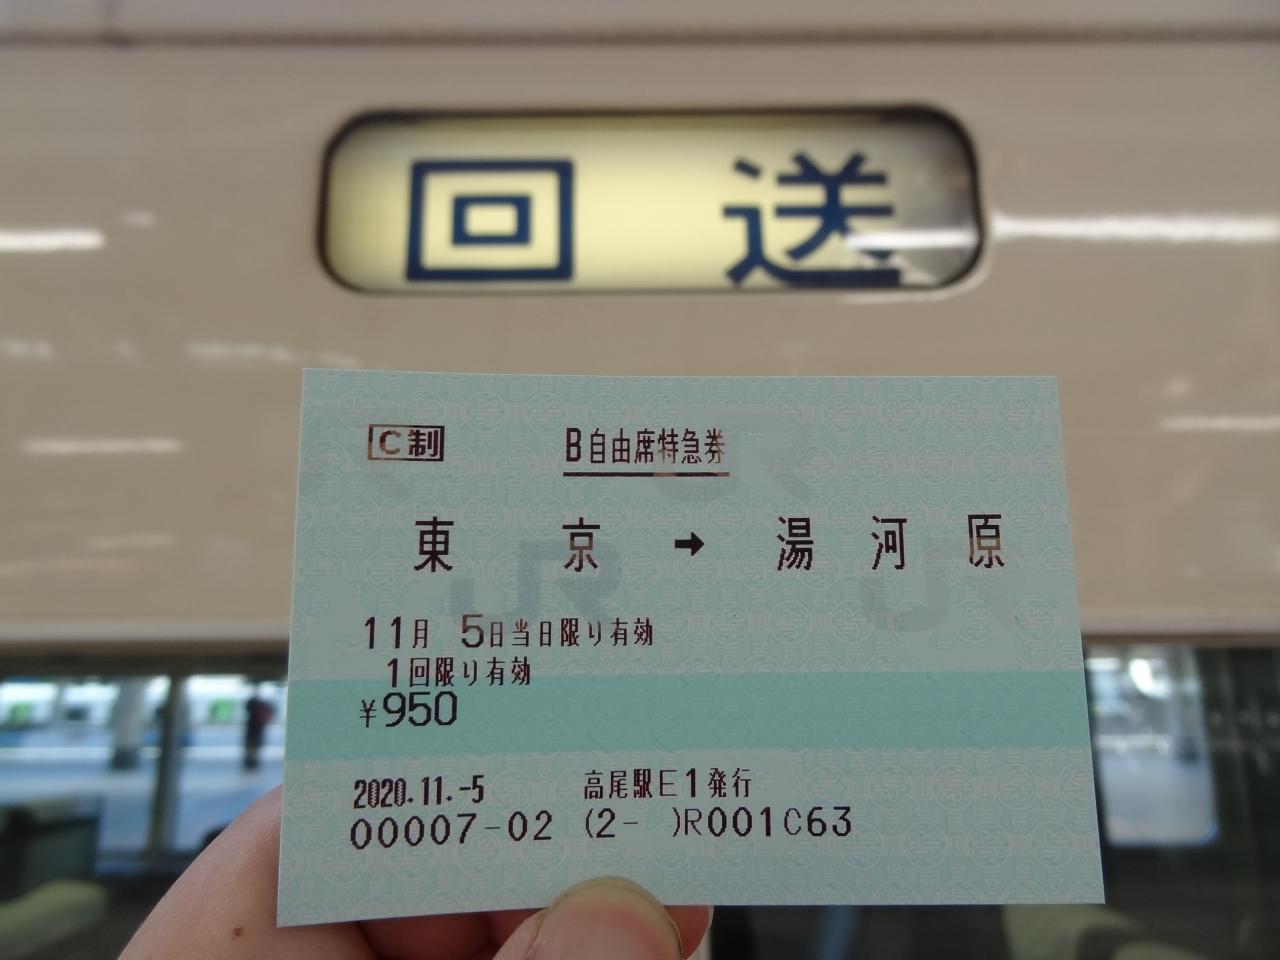 回送
C制 B自由席特急券
東京➡湯河原
11月 5日当日限り有効
1回限り有効
¥950
2020.11.-5 高尾駅E1発行
00007-02 (2- )R001C63